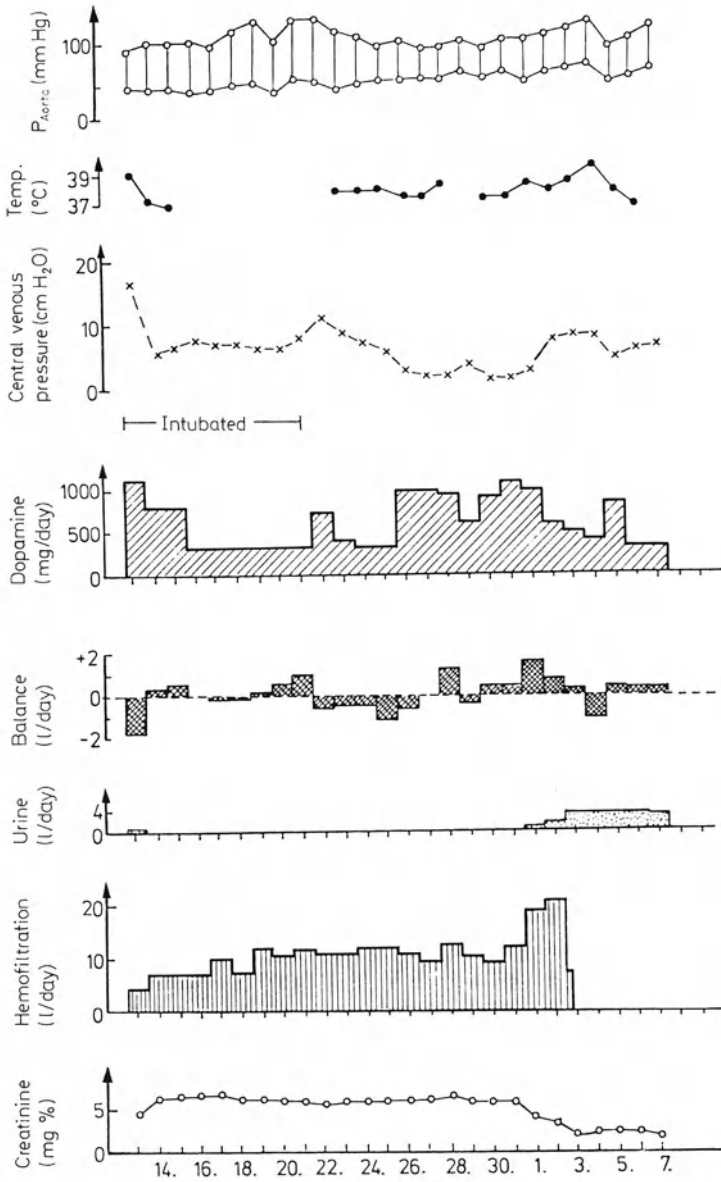 P Aorta (mm Hg)
100
0
Temp.
(°C)
39
37
Central venous
pressure (cm H₂O)
20
10
0
Intubated
Dopamine
(mg/day)
1000
500
0
Balance
(l/day)
+2
0
-2
Urine
(l/day)
4
0
Hemofiltration
(l/day)
20
10
0
Creatinine
(mg %)
5
0
14. 16. 18. 20. 22. 24. 26. 28. 30. 1. 3. 5. 7.